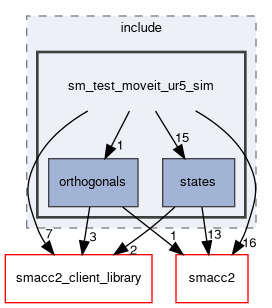 include
sm_test_moveit_ur5_sim
1
15
orthogonals
states
7
3
2
1
13
16
smacc2_client_library
smacc2